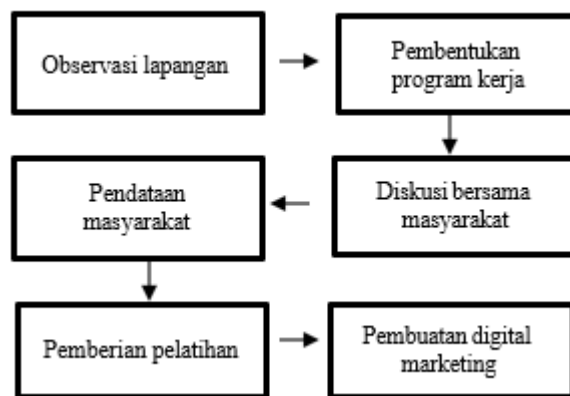 Observasi lapangan
Pembentukan
program kerja
Diskusi bersama
masyarakat
Pendataan
masyarakat
Pemberian pelatihan
Pembuatan digital
marketing